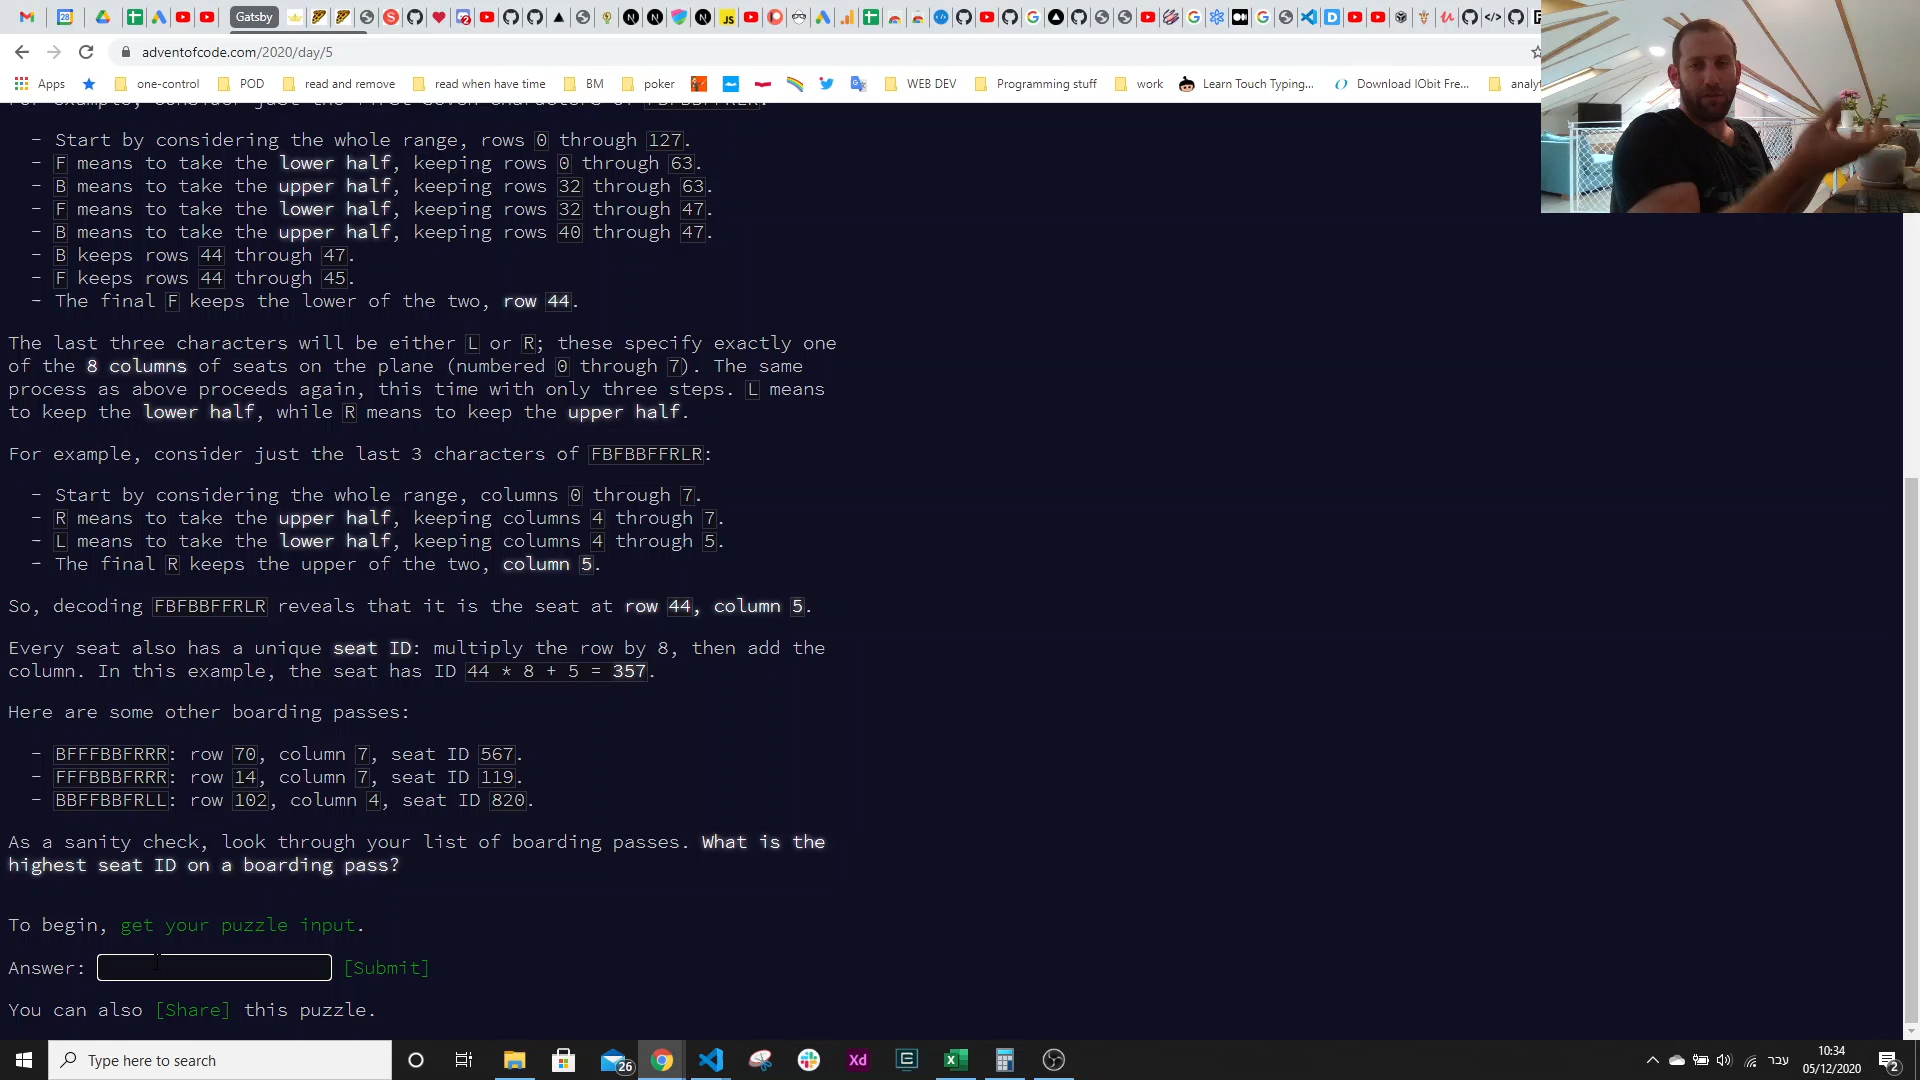 Gatsby
adventofcode.com/2020/day/5
Apps one-control POD read and remove read when have time BM poker WEB DEV Programming stuff work Learn Touch Typing... Download IObit Fre... analy
For example, consider just the first seven characters of FBFBBFFRLR:
- Start by considering the whole range, rows 0 through 127.
- F means to take the lower half, keeping rows 0 through 63.
- B means to take the upper half, keeping rows 32 through 63.
- F means to take the lower half, keeping rows 32 through 47.
- B means to take the upper half, keeping rows 40 through 47.
- B keeps rows 44 through 47.
- F keeps rows 44 through 45.
- The final F keeps the lower of the two, row 44.
The last three characters will be either L or R; these specify exactly one
of the 8 columns of seats on the plane (numbered 0 through 7). The same
process as above proceeds again, this time with only three steps. L means
to keep the lower half, while R means to keep the upper half.
For example, consider just the last 3 characters of FBFBBFFRLR:
- Start by considering the whole range, columns 0 through 7.
- R means to take the upper half, keeping columns 4 through 7.
- L means to take the lower half, keeping columns 4 through 5.
- The final R keeps the upper of the two, column 5.
So, decoding FBFBBFFRLR reveals that it is the seat at row 44, column 5.
Every seat also has a unique seat ID: multiply the row by 8, then add the
column. In this example, the seat has ID 44 * 8 + 5 = 357.
Here are some other boarding passes:
- BFFFBBFRRR: row 70, column 7, seat ID 567.
- FFFBBBFRRR: row 14, column 7, seat ID 119.
- BBFFBBFRLL: row 102, column 4, seat ID 820.
As a sanity check, look through your list of boarding passes. What is the
highest seat ID on a boarding pass?
To begin, get your puzzle input.
Answer: [Submit]
You can also [Share] this puzzle.
Type here to search
26
Xd
עבר
10:34
05/12/2020
2